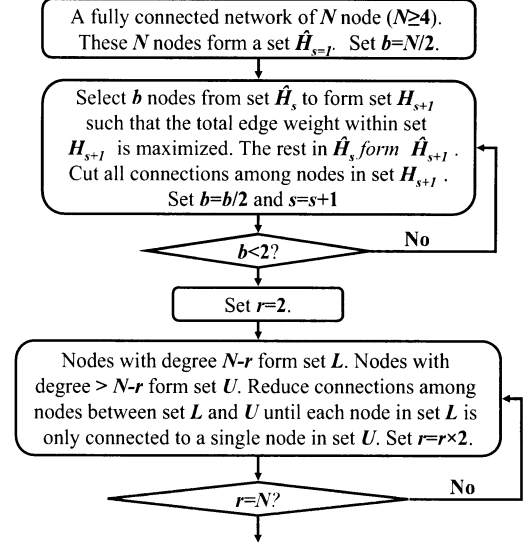 A fully connected network of N node (N≥4).
These N nodes form a set Ĥs=1. Set b=N/2.
Select b nodes from set Ĥs to form set Hs+1
such that the total edge weight within set
Hs+1 is maximized. The rest in Ĥs form Ĥs+1 .
Cut all connections among nodes in set Hs+1 .
Set b=b/2 and s=s+1
No
b<2?
Set r=2.
Nodes with degree N-r form set L. Nodes with
degree > N-r form set U. Reduce connections among
nodes between set L and U until each node in set L is
only connected to a single node in set U. Set r=r×2.
No
r=N?